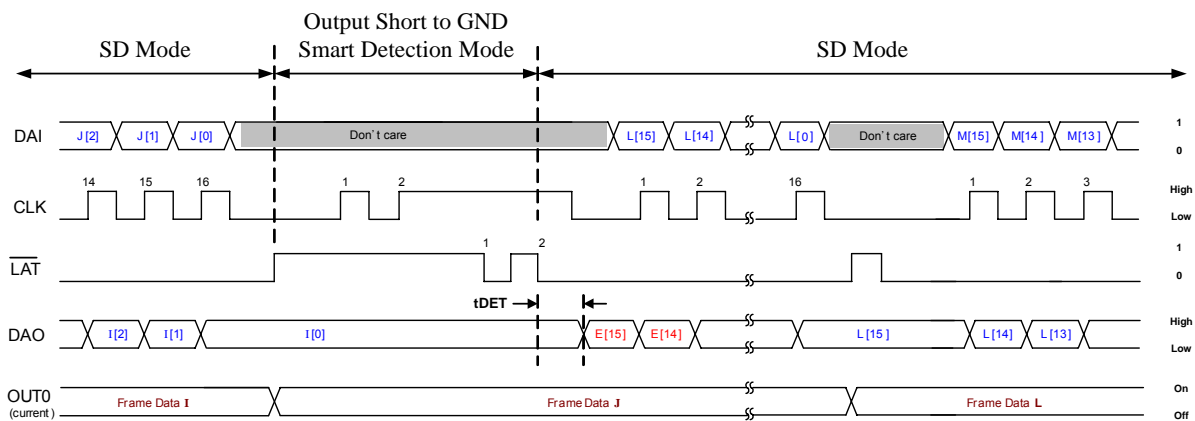 Output Short to GND
SD Mode Smart Detection Mode SD Mode
DAI J[2] J[1] J[0] Don't care L[15] L[14] L[0] Don't care M[15] M[14] M[13] 1
0
14 15 16 1 2 1 2 16 1 2 3
CLK High
Low
LAT 1 2 1
0
tDET
DAO I[2] I[1] I[0] E[15] E[14] L[15] L[14] L[13] High
Low
OUT0 Frame Data I Frame Data J Frame Data L On
(current) Off